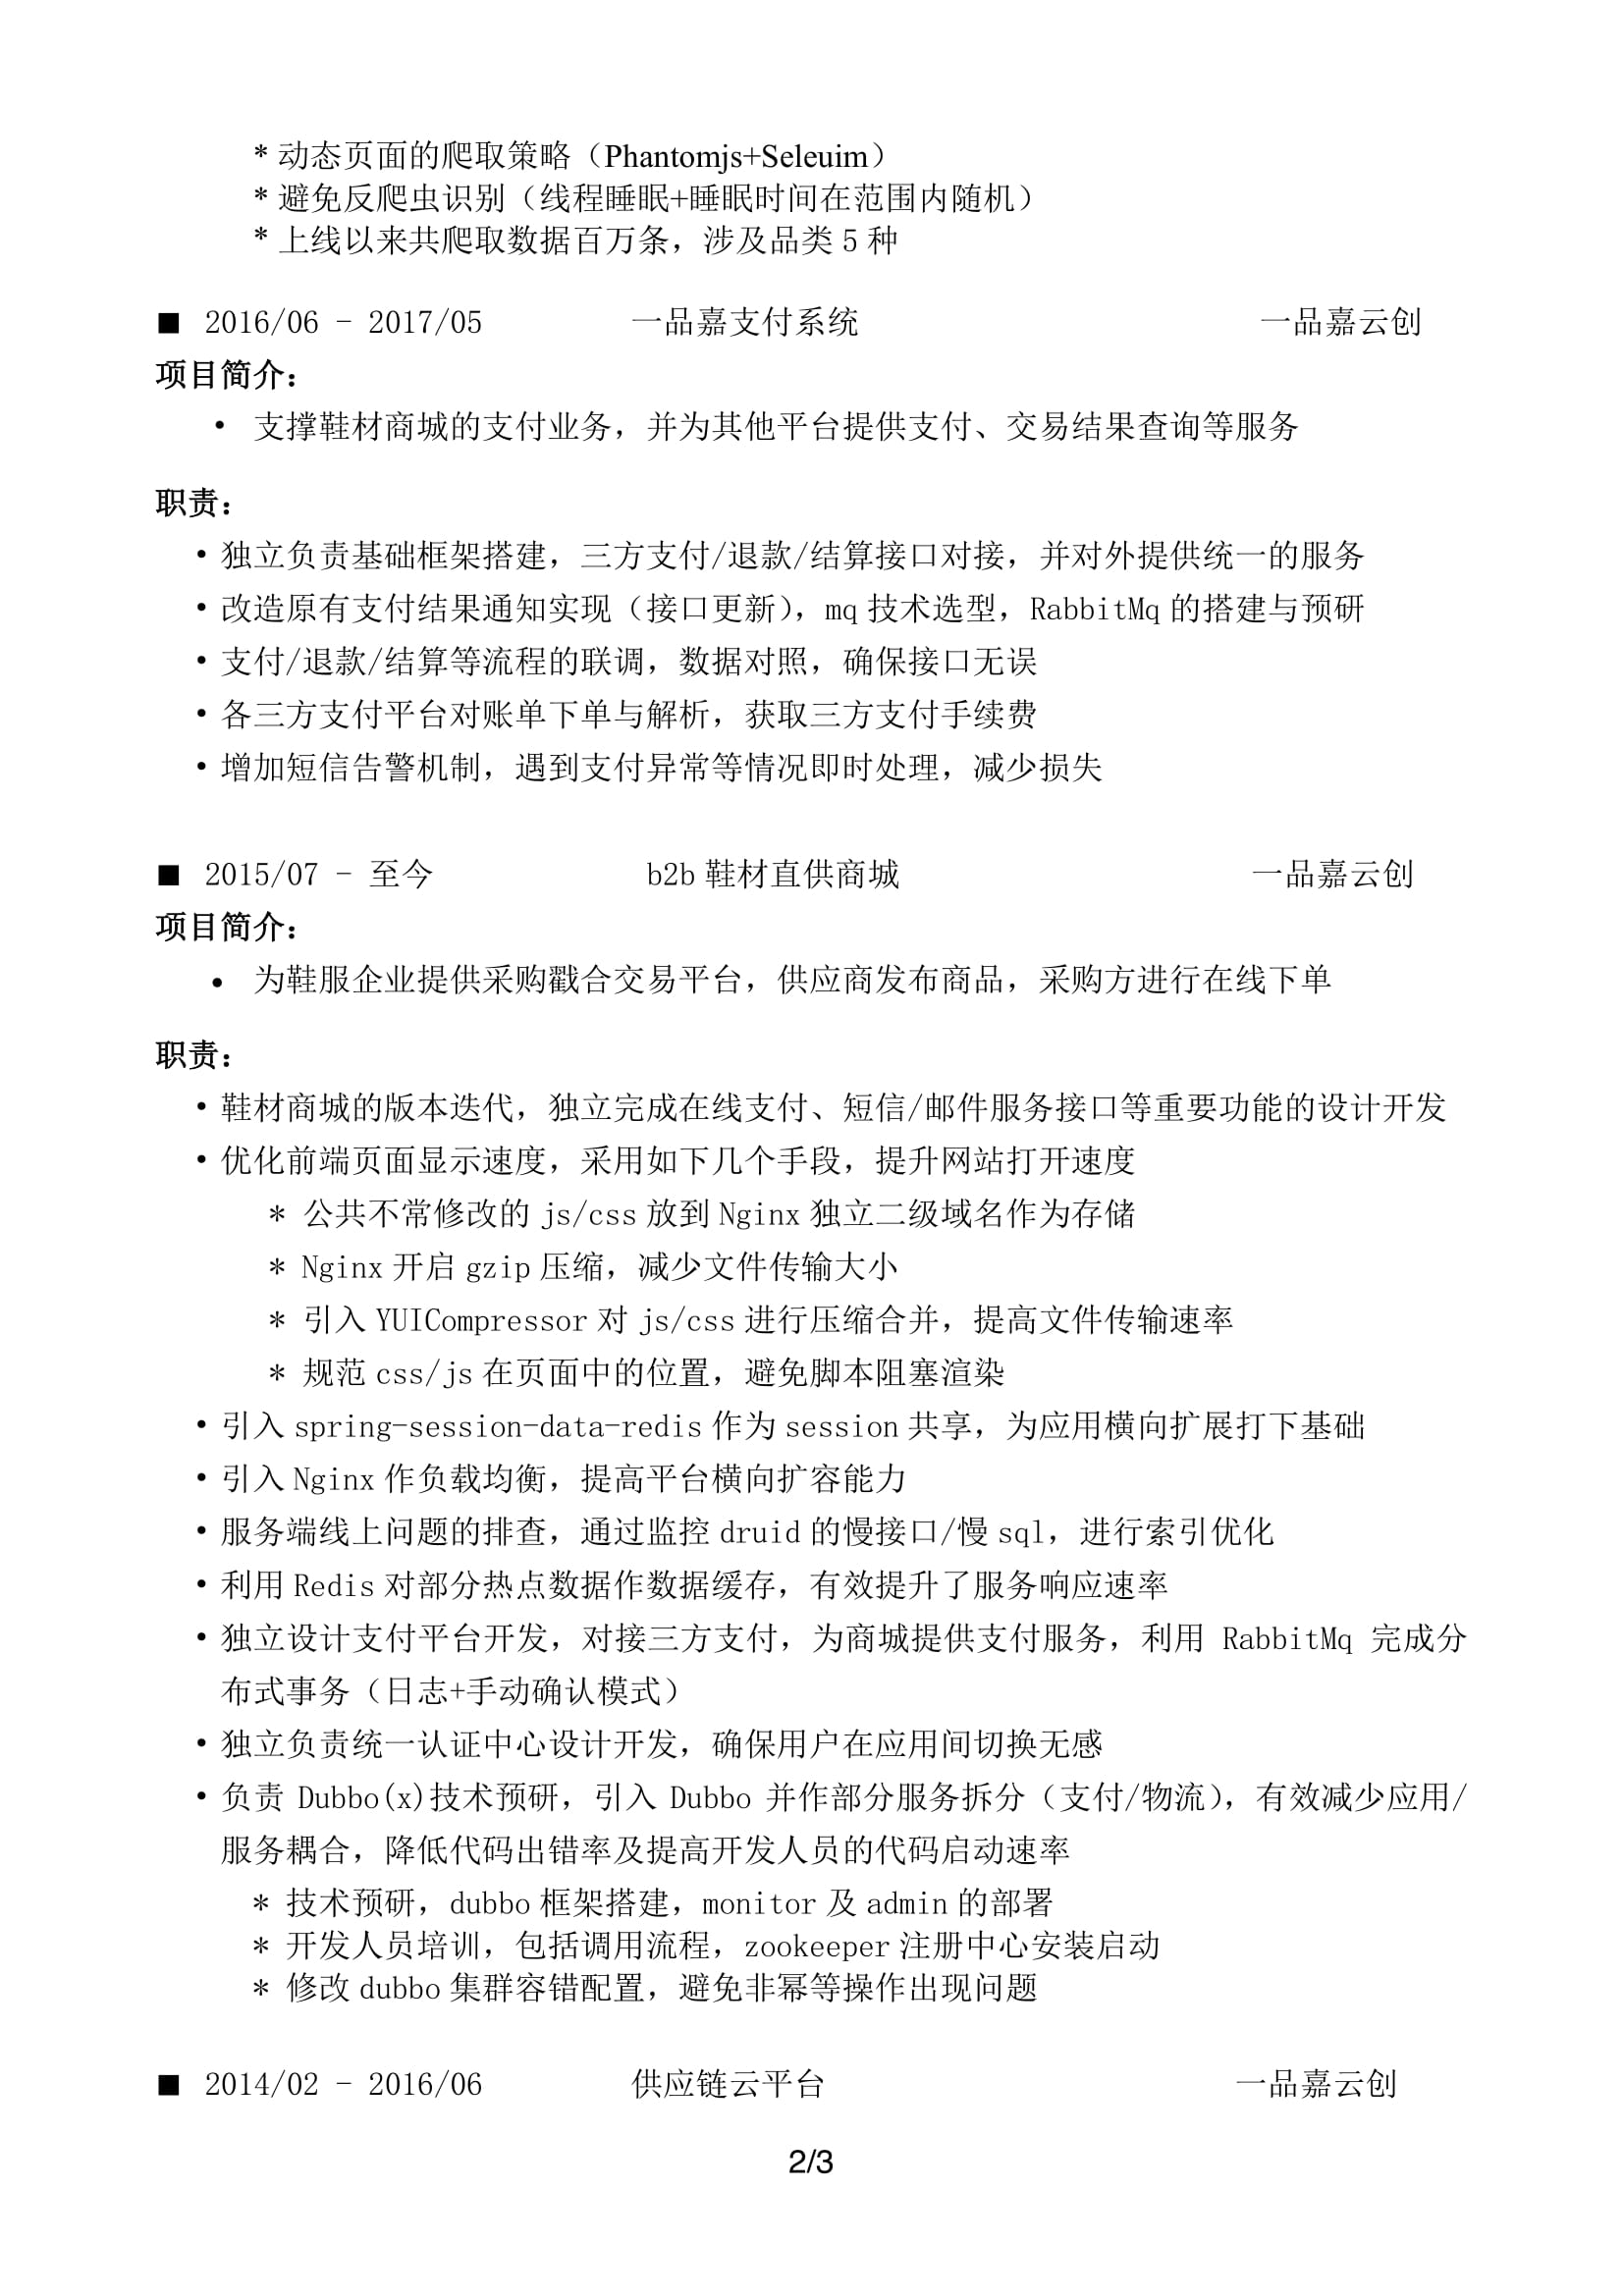 * 动态页面的爬取策略（Phantomjs+Seleuim）
* 避免反爬虫识别（线程睡眠+睡眠时间在范围内随机）
* 上线以来共爬取数据百万条，涉及品类 5 种
■ 2016/06 - 2017/05 一品嘉支付系统 一品嘉云创
项目简介：
• 支撑鞋材商城的支付业务，并为其他平台提供支付、交易结果查询等服务
职责：
• 独立负责基础框架搭建，三方支付/退款/结算接口对接，并对外提供统一的服务
• 改造原有支付结果通知实现（接口更新），mq 技术选型，RabbitMq 的搭建与预研
• 支付/退款/结算等流程的联调，数据对照，确保接口无误
• 各三方支付平台对账单下单与解析，获取三方支付手续费
• 增加短信告警机制，遇到支付异常等情况即时处理，减少损失
■ 2015/07 - 至今 b2b 鞋材直供商城 一品嘉云创
项目简介：
• 为鞋服企业提供采购戳合交易平台，供应商发布商品，采购方进行在线下单
职责：
• 鞋材商城的版本迭代，独立完成在线支付、短信/邮件服务接口等重要功能的设计开发
• 优化前端页面显示速度，采用如下几个手段，提升网站打开速度
* 公共不常修改的 js/css 放到 Nginx 独立二级域名作为存储
* Nginx 开启 gzip 压缩，减少文件传输大小
* 引入 YUICompressor 对 js/css 进行压缩合并，提高文件传输速率
* 规范 css/js 在页面中的位置，避免脚本阻塞渲染
• 引入 spring-session-data-redis 作为 session 共享，为应用横向扩展打下基础
• 引入 Nginx 作负载均衡，提高平台横向扩容能力
• 服务端线上问题的排查，通过监控 druid 的慢接口/慢 sql，进行索引优化
• 利用 Redis 对部分热点数据作数据缓存，有效提升了服务响应速率
• 独立设计支付平台开发，对接三方支付，为商城提供支付服务，利用 RabbitMq 完成分
布式事务（日志+手动确认模式）
• 独立负责统一认证中心设计开发，确保用户在应用间切换无感
• 负责 Dubbo(x)技术预研，引入 Dubbo 并作部分服务拆分（支付/物流），有效减少应用/
服务耦合，降低代码出错率及提高开发人员的代码启动速率
* 技术预研，dubbo 框架搭建，monitor 及 admin 的部署
* 开发人员培训，包括调用流程，zookeeper 注册中心安装启动
* 修改 dubbo 集群容错配置，避免非幂等操作出现问题
■ 2014/02 - 2016/06 供应链云平台 一品嘉云创
2/3